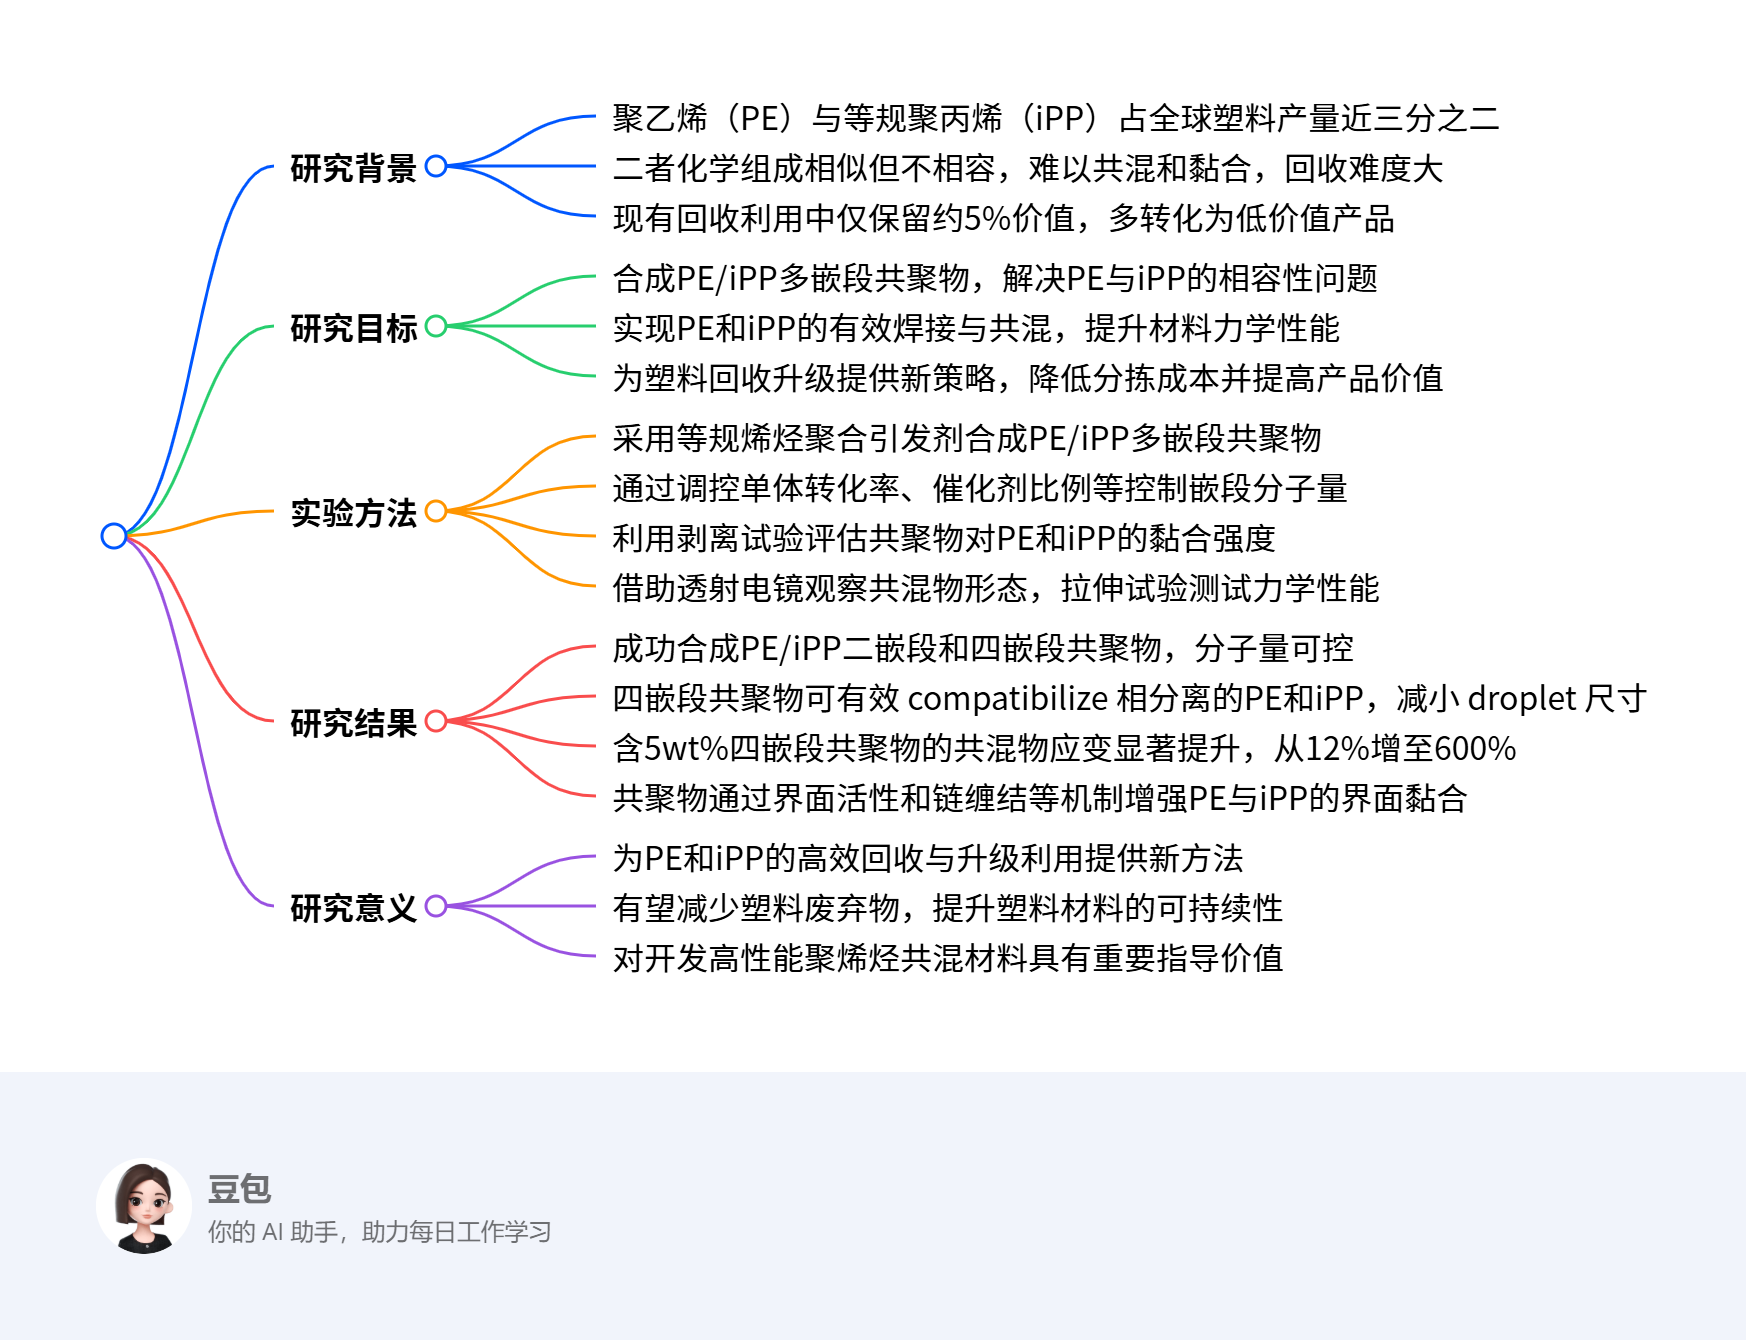 研究背景
聚乙烯（PE）与等规聚丙烯（iPP）占全球塑料产量近三分之二
二者化学组成相似但不相容，难以共混和黏合，回收难度大
现有回收利用中仅保留约5%价值，多转化为低价值产品
研究目标
合成PE/iPP多嵌段共聚物，解决PE与iPP的相容性问题
实现PE和iPP的有效焊接与共混，提升材料力学性能
为塑料回收升级提供新策略，降低分拣成本并提高产品价值
实验方法
采用等规烯烃聚合引发剂合成PE/iPP多嵌段共聚物
通过调控单体转化率、催化剂比例等控制嵌段分子量
利用剥离试验评估共聚物对PE和iPP的黏合强度
借助透射电镜观察共混物形态，拉伸试验测试力学性能
研究结果
成功合成PE/iPP二嵌段和四嵌段共聚物，分子量可控
四嵌段共聚物可有效 compatibilize 相分离的PE和iPP，减小 droplet 尺寸
含5wt%四嵌段共聚物的共混物应变显著提升，从12%增至600%
共聚物通过界面活性和链缠结等机制增强PE与iPP的界面黏合
研究意义
为PE和iPP的高效回收与升级利用提供新方法
有望减少塑料废弃物，提升塑料材料的可持续性
对开发高性能聚烯烃共混材料具有重要指导价值
豆包
你的 AI 助手，助力每日工作学习